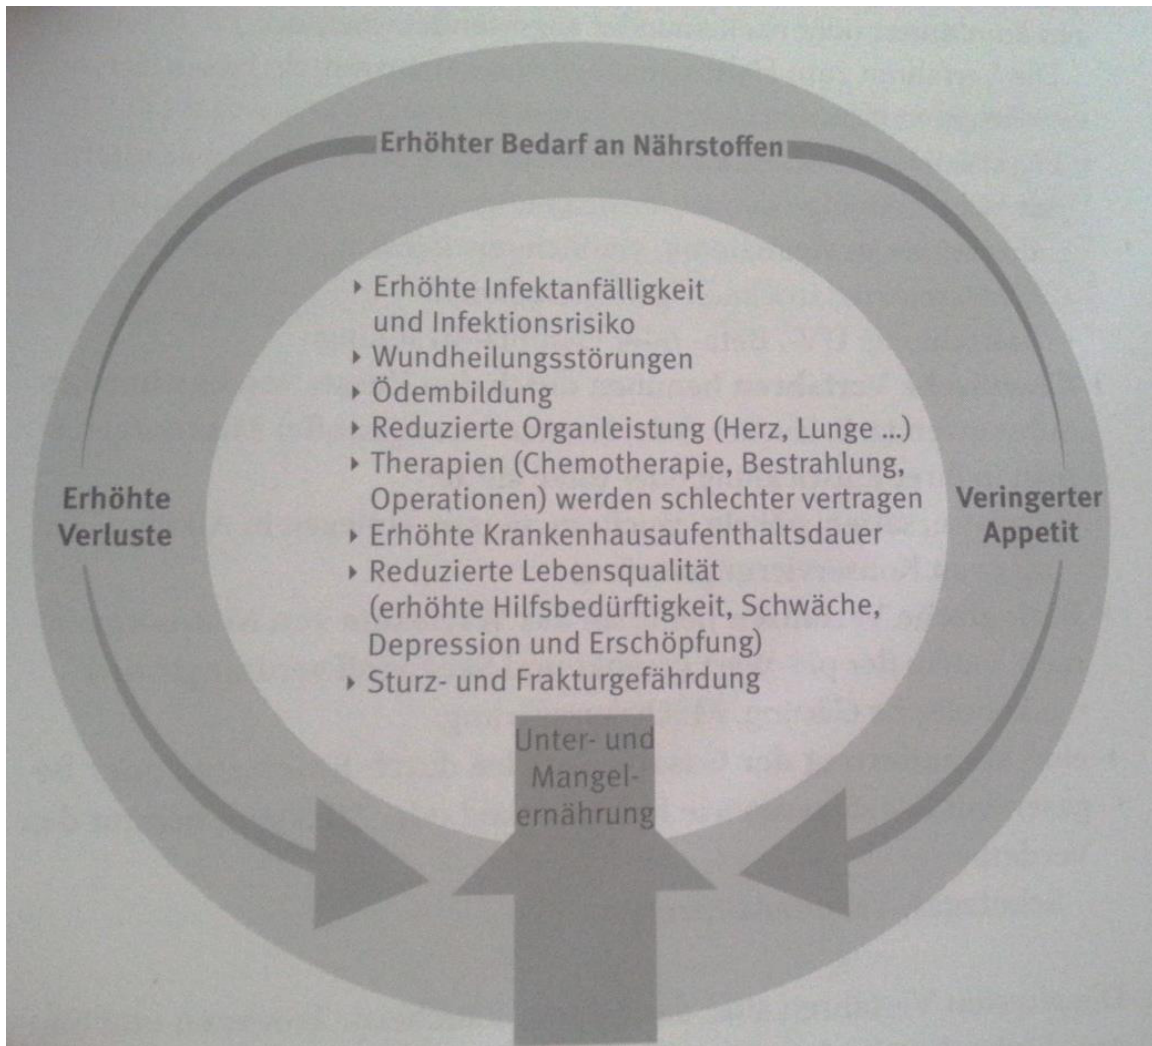 Erhöhter Bedarf an Nährstoffen
▸ Erhöhte Infektanfälligkeit
und Infektionsrisiko
▸ Wundheilungsstörungen
▸ Ödembildung
▸ Reduzierte Organleistung (Herz, Lunge ...)
▸ Therapien (Chemotherapie, Bestrahlung,
Operationen) werden schlechter vertragen
▸ Erhöhte Krankenhausaufenthaltsdauer
▸ Reduzierte Lebensqualität
(erhöhte Hilfsbedürftigkeit, Schwäche,
Depression und Erschöpfung)
▸ Sturz- und Frakturgefährdung
Erhöhte
Verluste
Veringerter
Appetit
Unter- und
Mangel-
ernährung